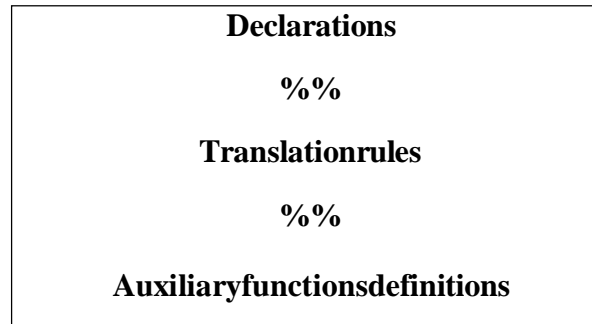 Declarations
%%
Translationrules
%%
Auxiliaryfunctionsdefinitions